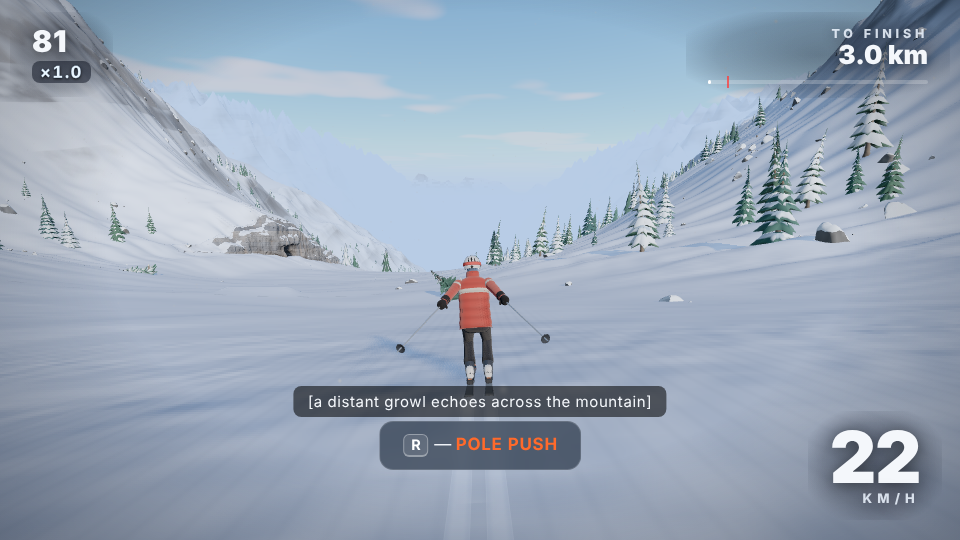 81
×1.0
TO FINISH
3.0 km
[a distant growl echoes across the mountain]
R — POLE PUSH
22
KM/H